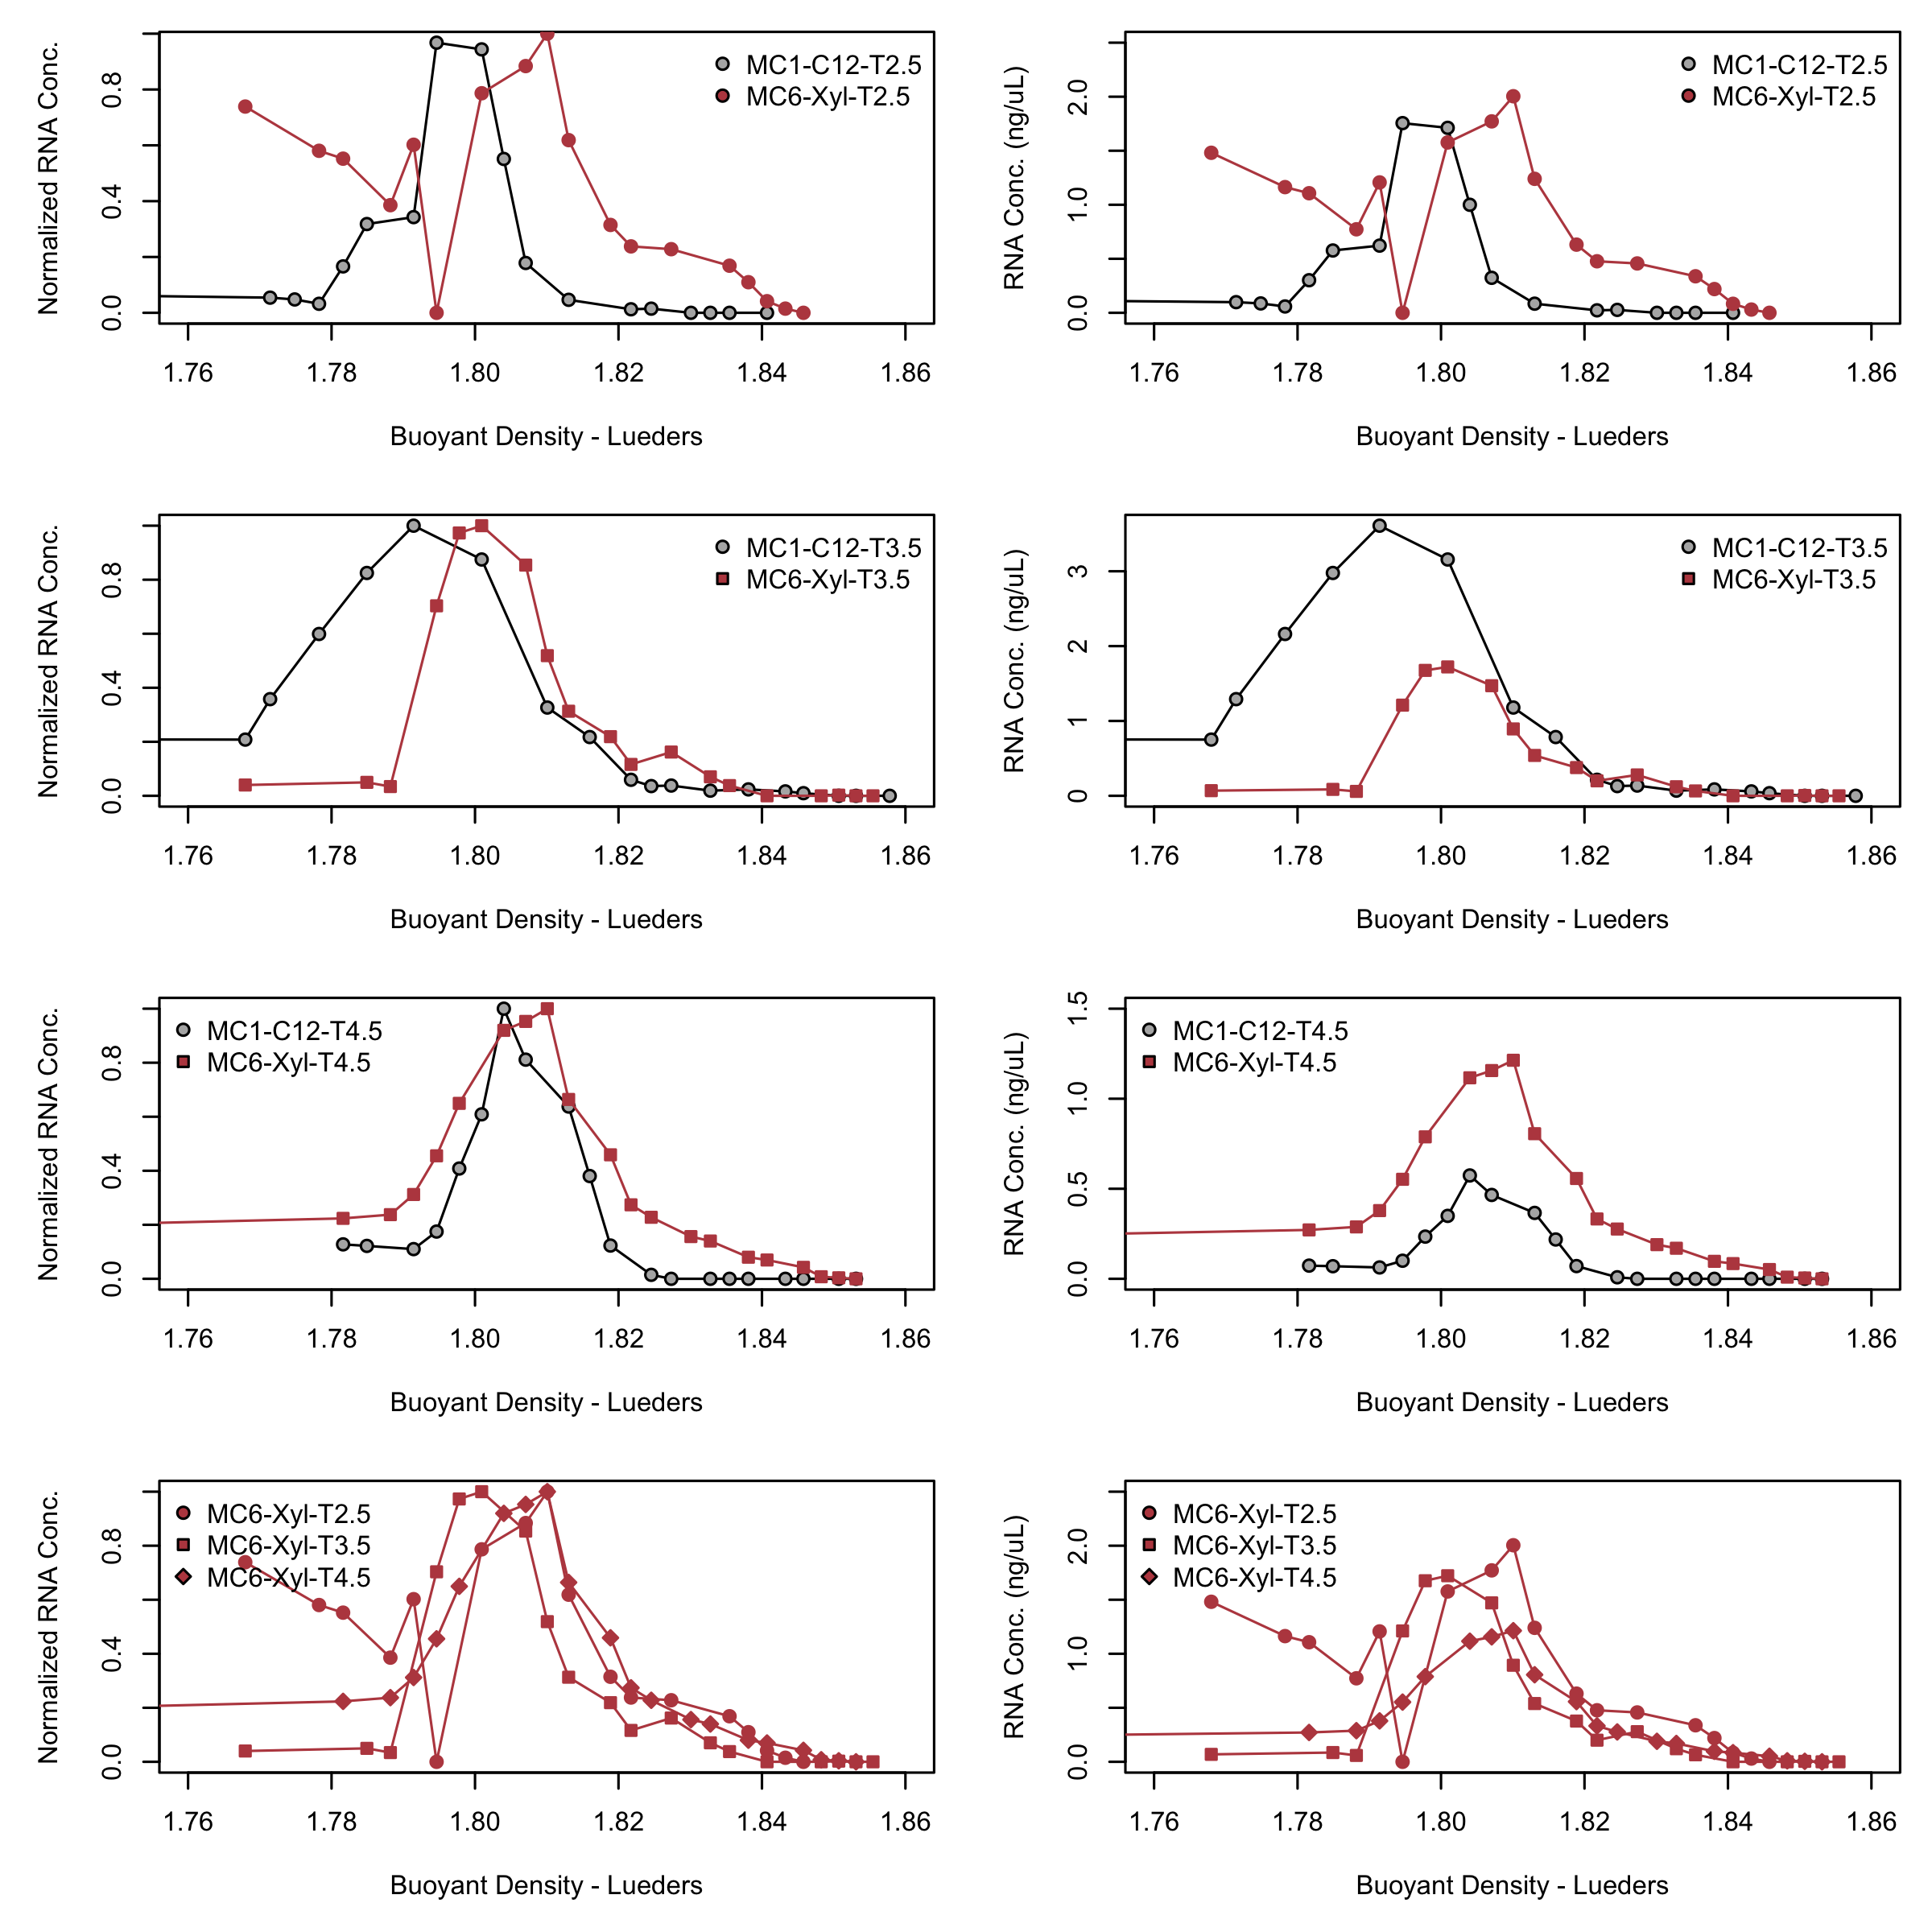 Normalized RNA Conc.
0.0 0.4 0.8
MC1-C12-T2.5
MC6-Xyl-T2.5
1.76 1.78 1.80 1.82 1.84 1.86
Buoyant Density - Lueders
RNA Conc. (ng/uL)
0.0 1.0 2.0
MC1-C12-T2.5
MC6-Xyl-T2.5
1.76 1.78 1.80 1.82 1.84 1.86
Buoyant Density - Lueders
Normalized RNA Conc.
0.0 0.4 0.8
MC1-C12-T3.5
MC6-Xyl-T3.5
1.76 1.78 1.80 1.82 1.84 1.86
Buoyant Density - Lueders
RNA Conc. (ng/uL)
0 1 2 3
MC1-C12-T3.5
MC6-Xyl-T3.5
1.76 1.78 1.80 1.82 1.84 1.86
Buoyant Density - Lueders
Normalized RNA Conc.
0.0 0.4 0.8
MC1-C12-T4.5
MC6-Xyl-T4.5
1.76 1.78 1.80 1.82 1.84 1.86
Buoyant Density - Lueders
RNA Conc. (ng/uL)
0.0 0.5 1.0 1.5
MC1-C12-T4.5
MC6-Xyl-T4.5
1.76 1.78 1.80 1.82 1.84 1.86
Buoyant Density - Lueders
Normalized RNA Conc.
0.0 0.4 0.8
MC6-Xyl-T2.5
MC6-Xyl-T3.5
MC6-Xyl-T4.5
1.76 1.78 1.80 1.82 1.84 1.86
Buoyant Density - Lueders
RNA Conc. (ng/uL)
0.0 1.0 2.0
MC6-Xyl-T2.5
MC6-Xyl-T3.5
MC6-Xyl-T4.5
1.76 1.78 1.80 1.82 1.84 1.86
Buoyant Density - Lueders